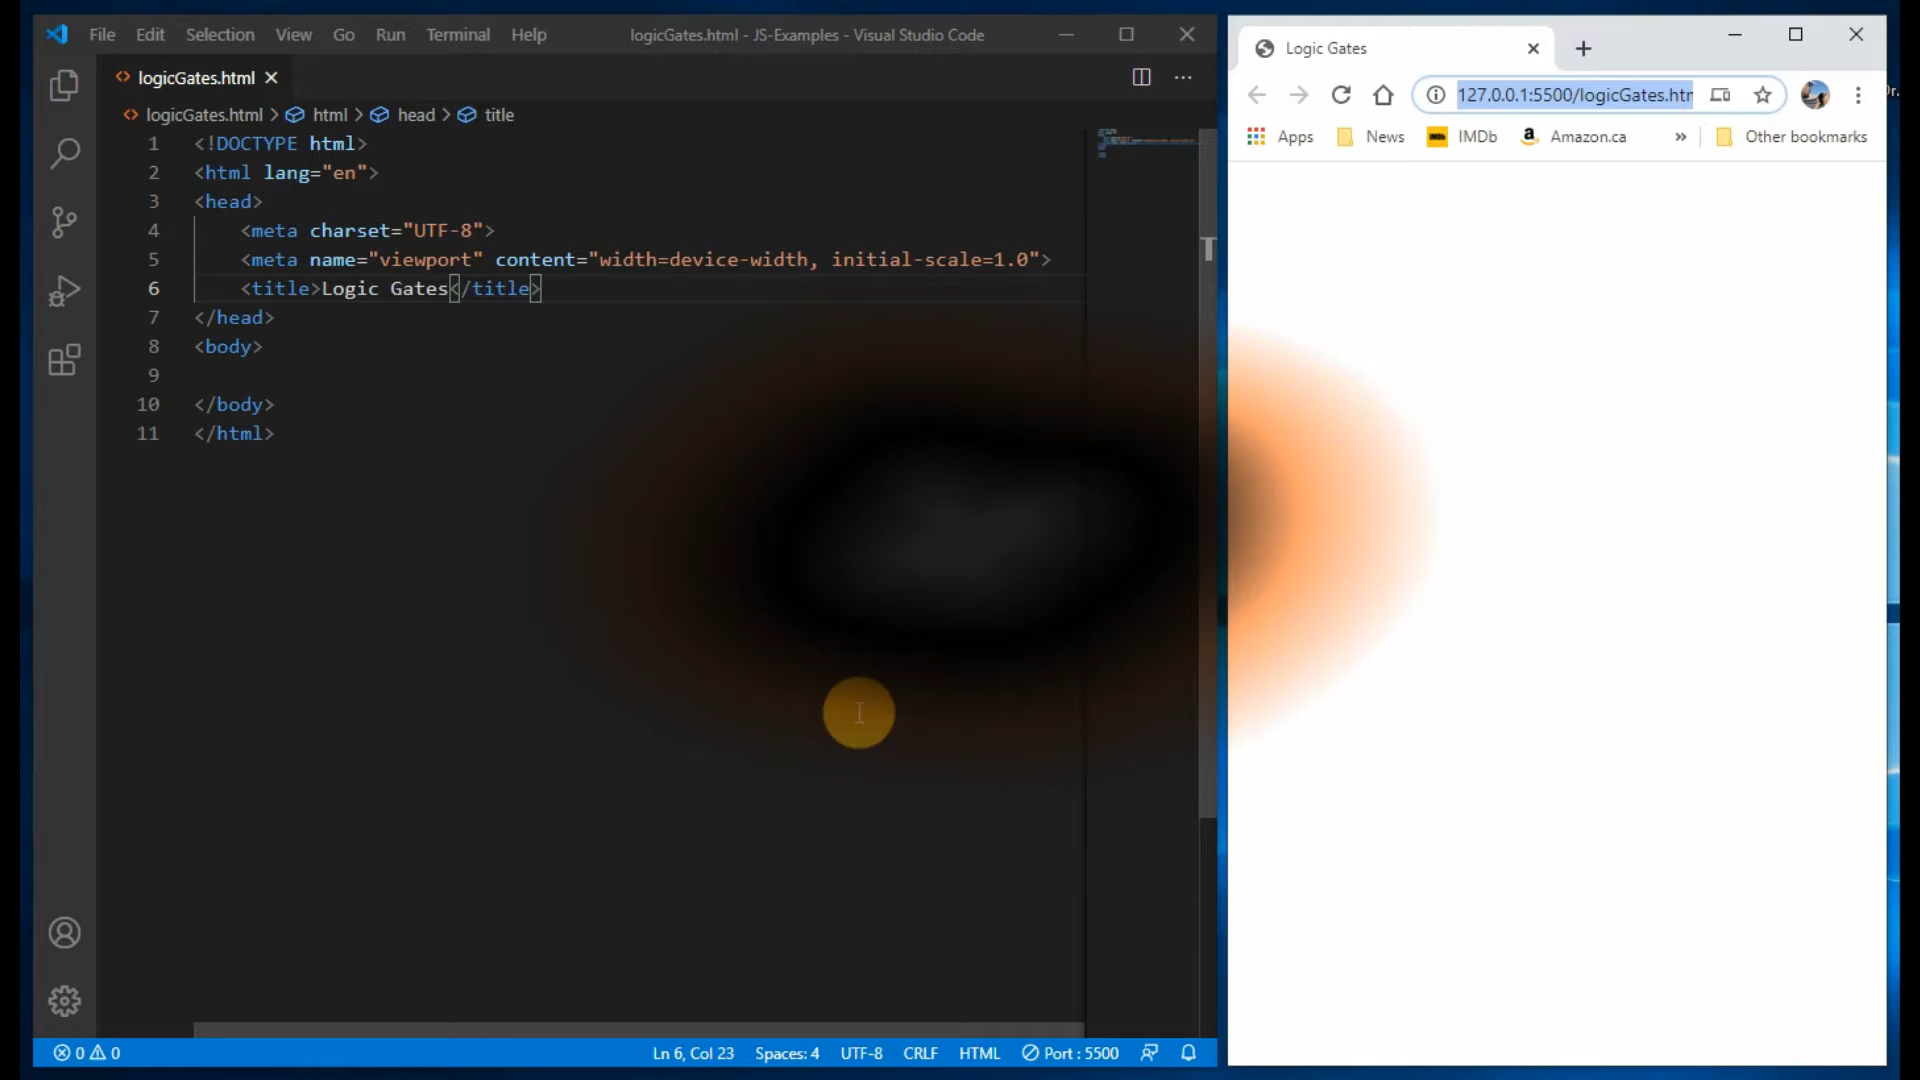 File Edit Selection View Go Run Terminal Help logicGates.html - JS-Examples - Visual Studio Code
logicGates.html
logicGates.html > html > head > title
1 <!DOCTYPE html>
2 <html lang="en">
3 <head>
4 <meta charset="UTF-8">
5 <meta name="viewport" content="width=device-width, initial-scale=1.0">
6 <title>Logic Gates</title>
7 </head>
8 <body>
9
10 </body>
11 </html>
0 0 Ln 6, Col 23 Spaces: 4 UTF-8 CRLF HTML Port : 5500
Logic Gates
127.0.0.1:5500/logicGates.htm
Apps News IMDb Amazon.ca » Other bookmarks